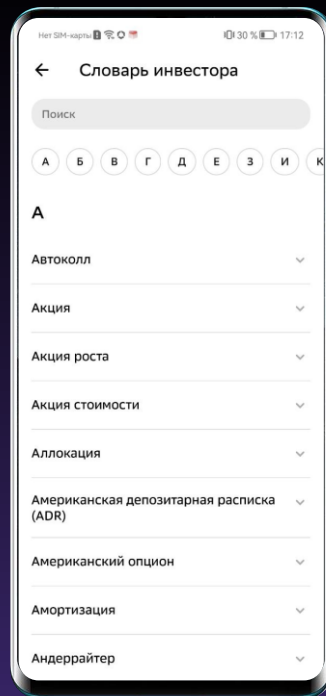 Нет SIM-карты 30 % 17:12
← Словарь инвестора
Поиск
А Б В Г Д Е З И К
А
Автоколл
Акция
Акция роста
Акция стоимости
Аллокация
Американская депозитарная расписка
(ADR)
Американский опцион
Амортизация
Андеррайтер